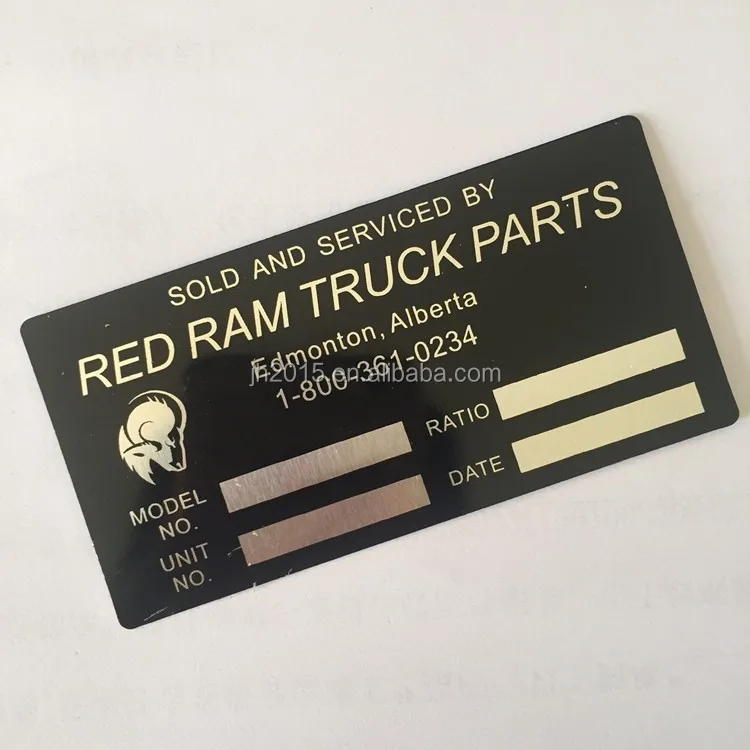 SOLD AND SERVICED BY
RED RAM TRUCK PARTS
Edmonton, Alberta
1-800-361-0234
jh2015.en.alibaba.com
MODEL NO.
RATIO
UNIT NO.
DATE